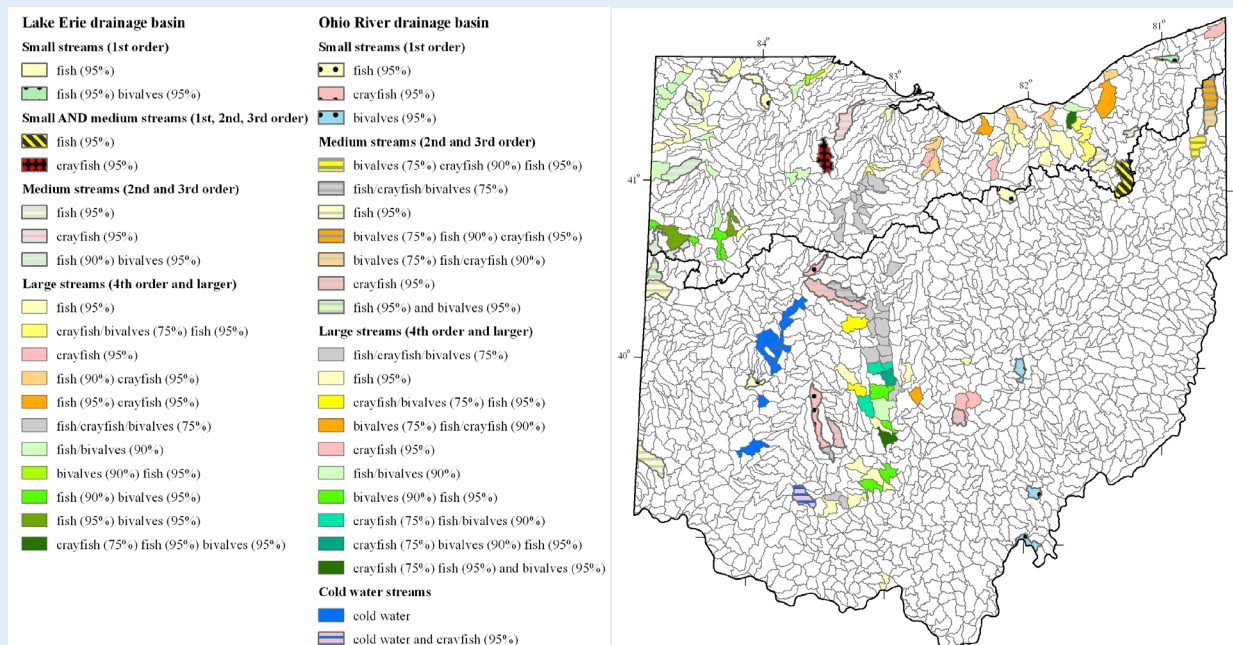 Lake Erie drainage basin
Small streams (1st order)
fish (95%)
fish (95%) bivalves (95%)
Small AND medium streams (1st, 2nd, 3rd order)
fish (95%)
crayfish (95%)
Medium streams (2nd and 3rd order)
fish (95%)
crayfish (95%)
fish (90%) bivalves (95%)
Large streams (4th order and larger)
fish (95%)
crayfish/bivalves (75%) fish (95%)
crayfish (95%)
fish (90%) crayfish (95%)
fish (95%) crayfish (95%)
fish/crayfish/bivalves (75%)
fish/bivalves (90%)
bivalves (90%) fish (95%)
fish (90%) bivalves (95%)
fish (95%) bivalves (95%)
crayfish (75%) fish (95%) bivalves (95%)
Ohio River drainage basin
Small streams (1st order)
fish (95%)
crayfish (95%)
bivalves (95%)
Medium streams (2nd and 3rd order)
bivalves (75%) crayfish (90%) fish (95%)
fish/crayfish/bivalves (75%)
fish (95%)
bivalves (75%) fish (90%) crayfish (95%)
bivalves (75%) fish/crayfish (90%)
crayfish (95%)
fish (95%) and bivalves (95%)
Large streams (4th order and larger)
fish/crayfish/bivalves (75%)
fish (95%)
crayfish/bivalves (75%) fish (95%)
bivalves (75%) fish/crayfish (90%)
crayfish (95%)
fish/bivalves (90%)
bivalves (90%) fish (95%)
crayfish (75%) fish/bivalves (90%)
crayfish (75%) bivalves (90%) fish (95%)
crayfish (75%) fish (95%) and bivalves (95%)
Cold water streams
cold water
cold water and crayfish (95%)
81°
84°
83°
82°
41°
40°